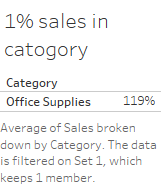 1% sales in
catogory
Category
Office Supplies 119%
Average of Sales broken
down by Category. The data
is filtered on Set 1, which
keeps 1 member.